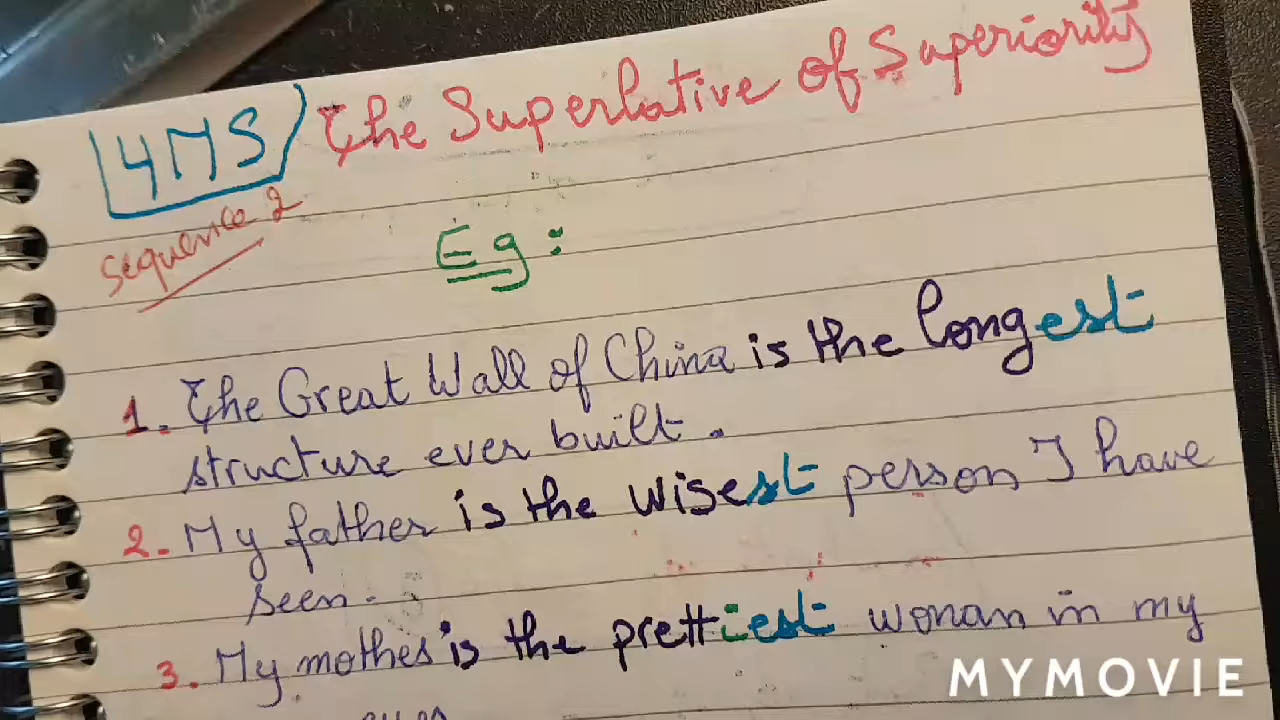 4MS The Superlative of Superiority
Sequence 2
Eg:
1. The Great Wall of China is the longest
structure ever built.
2. My father is the wisest person I have
seen.
3. My mother is the prettiest woman in my
eyes
MYMOVIE